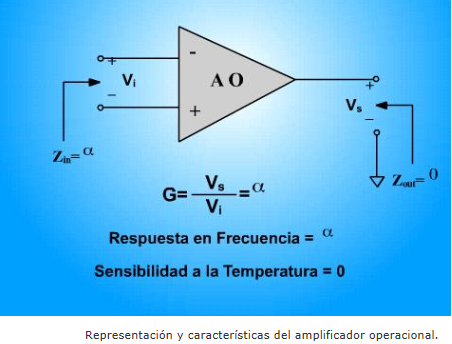 +
-
Vi
A O
+
-
+
Vs
-
Zin= α
Zout= 0
G= Vs = α
Vi
Respuesta en Frecuencia = α
Sensibilidad a la Temperatura = 0
Representación y características del amplificador operacional.